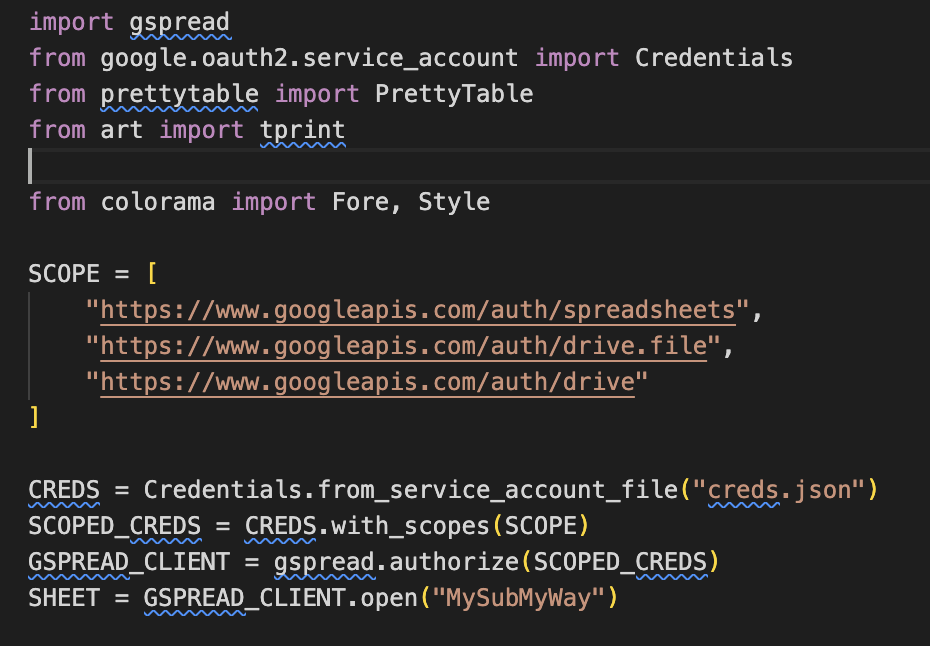 import gspread
from google.oauth2.service_account import Credentials
from prettytable import PrettyTable
from art import tprint
from colorama import Fore, Style
SCOPE = [
    "https://www.googleapis.com/auth/spreadsheets",
    "https://www.googleapis.com/auth/drive.file",
    "https://www.googleapis.com/auth/drive"
]
CREDS = Credentials.from_service_account_file("creds.json")
SCOPED_CREDS = CREDS.with_scopes(SCOPE)
GSPREAD_CLIENT = gspread.authorize(SCOPED_CREDS)
SHEET = GSPREAD_CLIENT.open("MySubMyWay")